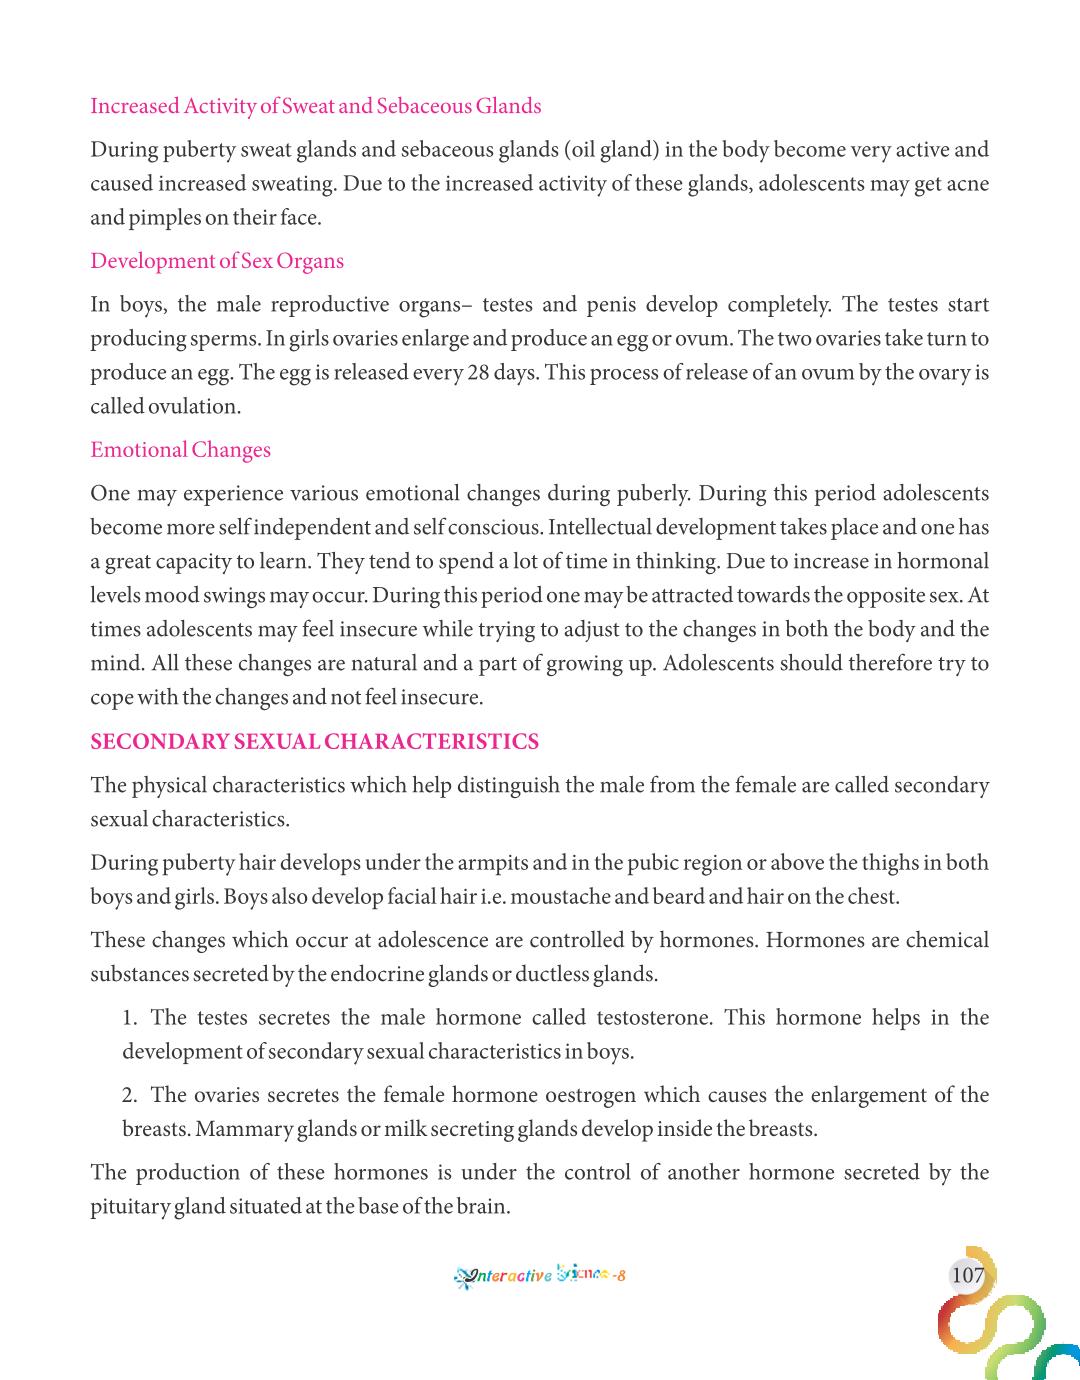 Increased Activity of Sweat and Sebaceous Glands
During puberty sweat glands and sebaceous glands (oil gland) in the body become very active and
caused increased sweating. Due to the increased activity of these glands, adolescents may get acne
and pimples on their face.
Development of Sex Organs
In boys, the male reproductive organs– testes and penis develop completely. The testes start
producing sperms. In girls ovaries enlarge and produce an egg or ovum. The two ovaries take turn to
produce an egg. The egg is released every 28 days. This process of release of an ovum by the ovary is
called ovulation.
Emotional Changes
One may experience various emotional changes during puberly. During this period adolescents
become more self independent and self conscious. Intellectual development takes place and one has
a great capacity to learn. They tend to spend a lot of time in thinking. Due to increase in hormonal
levels mood swings may occur. During this period one may be attracted towards the opposite sex. At
times adolescents may feel insecure while trying to adjust to the changes in both the body and the
mind. All these changes are natural and a part of growing up. Adolescents should therefore try to
cope with the changes and not feel insecure.
SECONDARY SEXUAL CHARACTERISTICS
The physical characteristics which help distinguish the male from the female are called secondary
sexual characteristics.
During puberty hair develops under the armpits and in the pubic region or above the thighs in both
boys and girls. Boys also develop facial hair i.e. moustache and beard and hair on the chest.
These changes which occur at adolescence are controlled by hormones. Hormones are chemical
substances secreted by the endocrine glands or ductless glands.
1. The testes secretes the male hormone called testosterone. This hormone helps in the
development of secondary sexual characteristics in boys.
2. The ovaries secretes the female hormone oestrogen which causes the enlargement of the
breasts. Mammary glands or milk secreting glands develop inside the breasts.
The production of these hormones is under the control of another hormone secreted by the
pituitary gland situated at the base of the brain.
Interactive Science -8
107